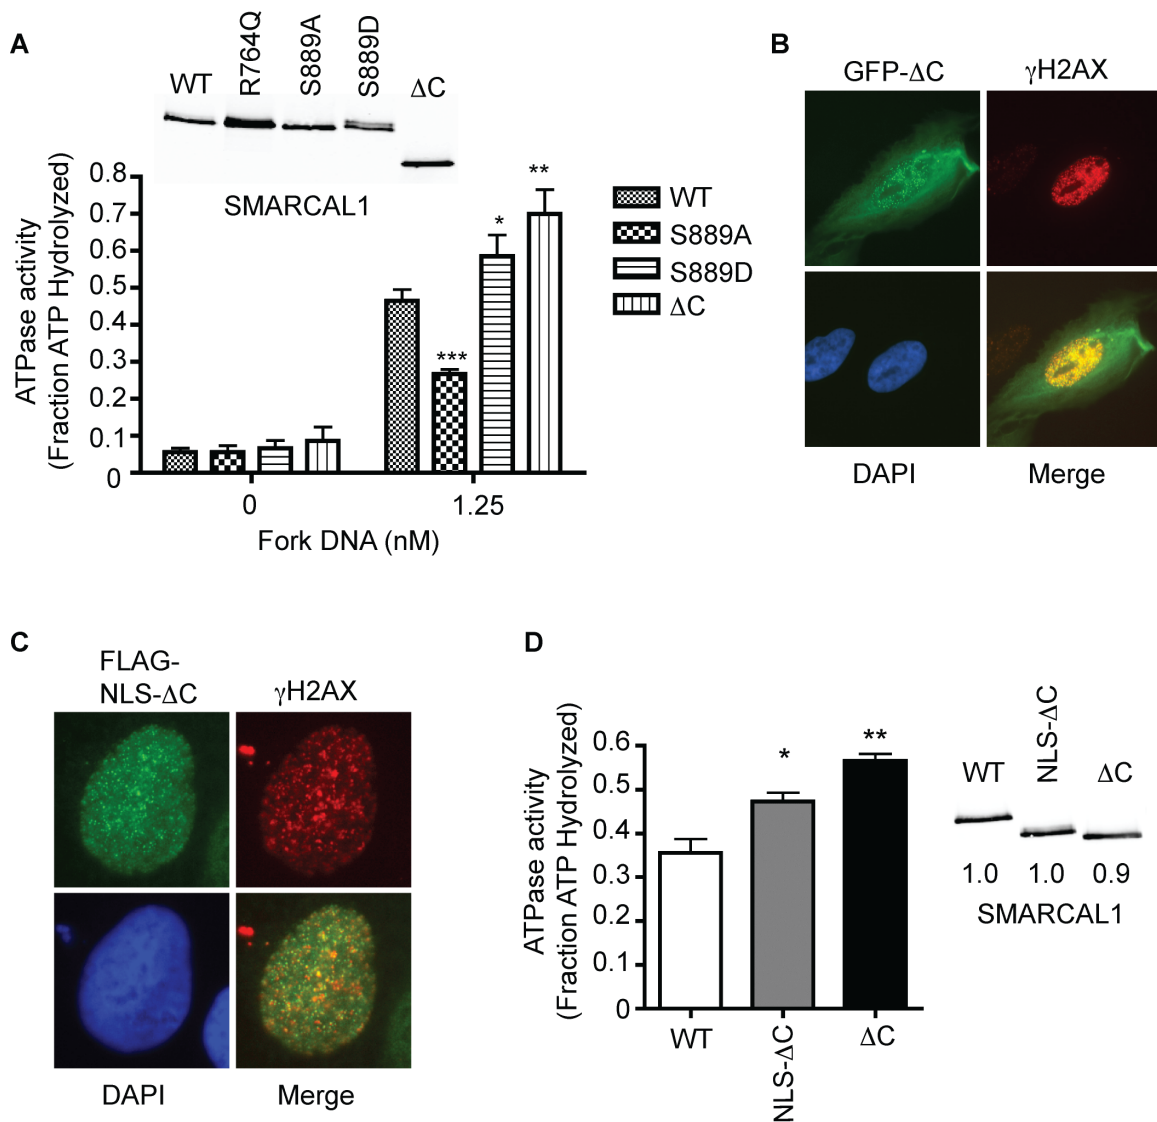 A
WT
R764Q
S889A
S889D
ΔC
SMARCAL1
ATPase activity
(Fraction ATP Hydrolyzed)
0.8
0.7
0.6
0.5
0.4
0.3
0.2
0.1
0
***
*
**
0
1.25
Fork DNA (nM)
WT
S889A
S889D
ΔC
B
GFP-ΔC
γH2AX
DAPI
Merge
C
FLAG-
NLS-ΔC
γH2AX
DAPI
Merge
D
ATPase activity
(Fraction ATP Hydrolyzed)
0.6
0.5
0.4
0.3
0.2
0.1
0
*
**
WT
NLS-ΔC
ΔC
WT
NLS-ΔC
ΔC
1.0 1.0 0.9
SMARCAL1